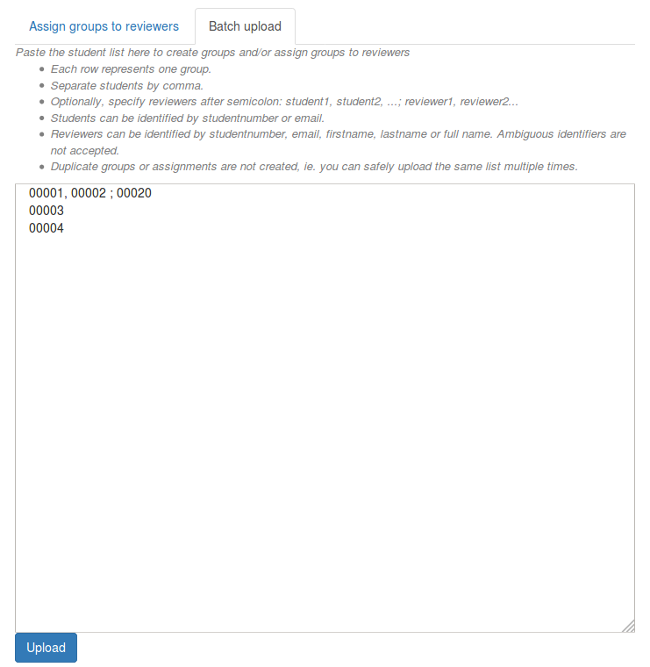 Assign groups to reviewers
Batch upload
Paste the student list here to create groups and/or assign groups to reviewers
Each row represents one group.
Separate students by comma.
Optionally, specify reviewers after semicolon: student1, student2, ...; reviewer1, reviewer2...
Students can be identified by studentnumber or email.
Reviewers can be identified by studentnumber, email, firstname, lastname or full name. Ambiguous identifiers are
not accepted.
Duplicate groups or assignments are not created, ie. you can safely upload the same list multiple times.
00001, 00002 ; 00020
00003
00004
Upload